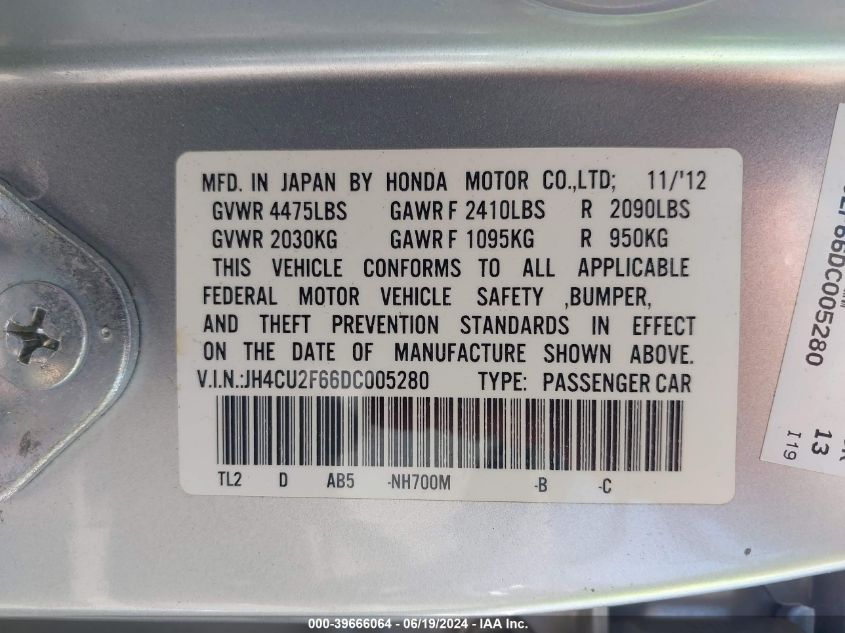 MFD. IN JAPAN BY HONDA MOTOR CO.,LTD; 11/'12
GVWR 4475LBS GAWR F 2410LBS R 2090LBS
GVWR 2030KG GAWR F 1095KG R 950KG
THIS VEHICLE CONFORMS TO ALL APPLICABLE
FEDERAL MOTOR VEHICLE SAFETY ,BUMPER,
AND THEFT PREVENTION STANDARDS IN EFFECT
ON THE DATE OF MANUFACTURE SHOWN ABOVE.
V.I.N.:JH4CU2F66DC005280 TYPE: PASSENGER CAR
TL2 D AB5 -NH700M -B -C
66DC005280
13
I19
000-39666064 - 06/19/2024 - IAA Inc.